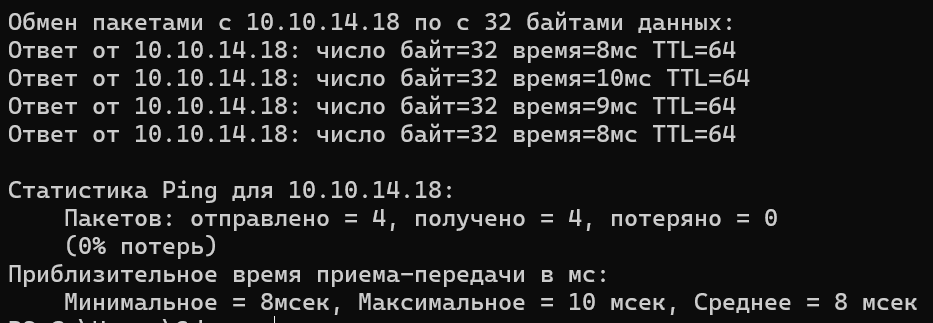 Обмен пакетами с 10.10.14.18 по с 32 байтами данных:
Ответ от 10.10.14.18: число байт=32 время=8мс TTL=64
Ответ от 10.10.14.18: число байт=32 время=10мс TTL=64
Ответ от 10.10.14.18: число байт=32 время=9мс TTL=64
Ответ от 10.10.14.18: число байт=32 время=8мс TTL=64
Статистика Ping для 10.10.14.18:
Пакетов: отправлено = 4, получено = 4, потеряно = 0
(0% потерь)
Приблизительное время приема-передачи в мс:
Минимальное = 8мсек, Максимальное = 10 мсек, Среднее = 8 мсек